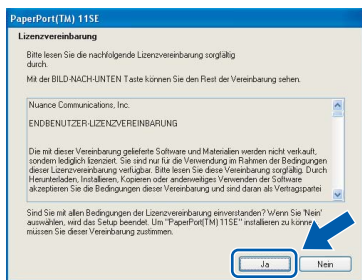 PaperPort(TM) 11SE
Lizenzvereinbarung
Bitte lesen Sie die nachfolgende Lizenzvereinbarung sorgfältig
durch.
Mit der BILD-NACH-UNTEN Taste können Sie den Rest der Vereinbarung sehen.
Nuance Communications, Inc.
ENDBENUTZER-LIZENZVEREINBARUNG
Die mit dieser Vereinbarung gelieferte Software und Materialien werden nicht verkauft,
sondern lediglich lizenziert. Sie sind nur für die Verwendung im Rahmen der Bedingungen
dieser Lizenzvereinbarung verfügbar. Bitte lesen Sie diese Vereinbarung sorgfältig. Durch
Herunterladen, Installieren, Kopieren oder anderweitiges Verwenden der Software
akzeptieren Sie die Bedingungen dieser Vereinbarung und sind daran als Vertragspartei
Sind Sie mit allen Bedingungen der Lizenzvereinbarung einverstanden? Wenn Sie 'Nein'
auswählen, wird das Setup beendet. Um "PaperPort(TM) 11SE" installieren zu können,
müssen Sie dieser Vereinbarung zustimmen.
Ja
Nein